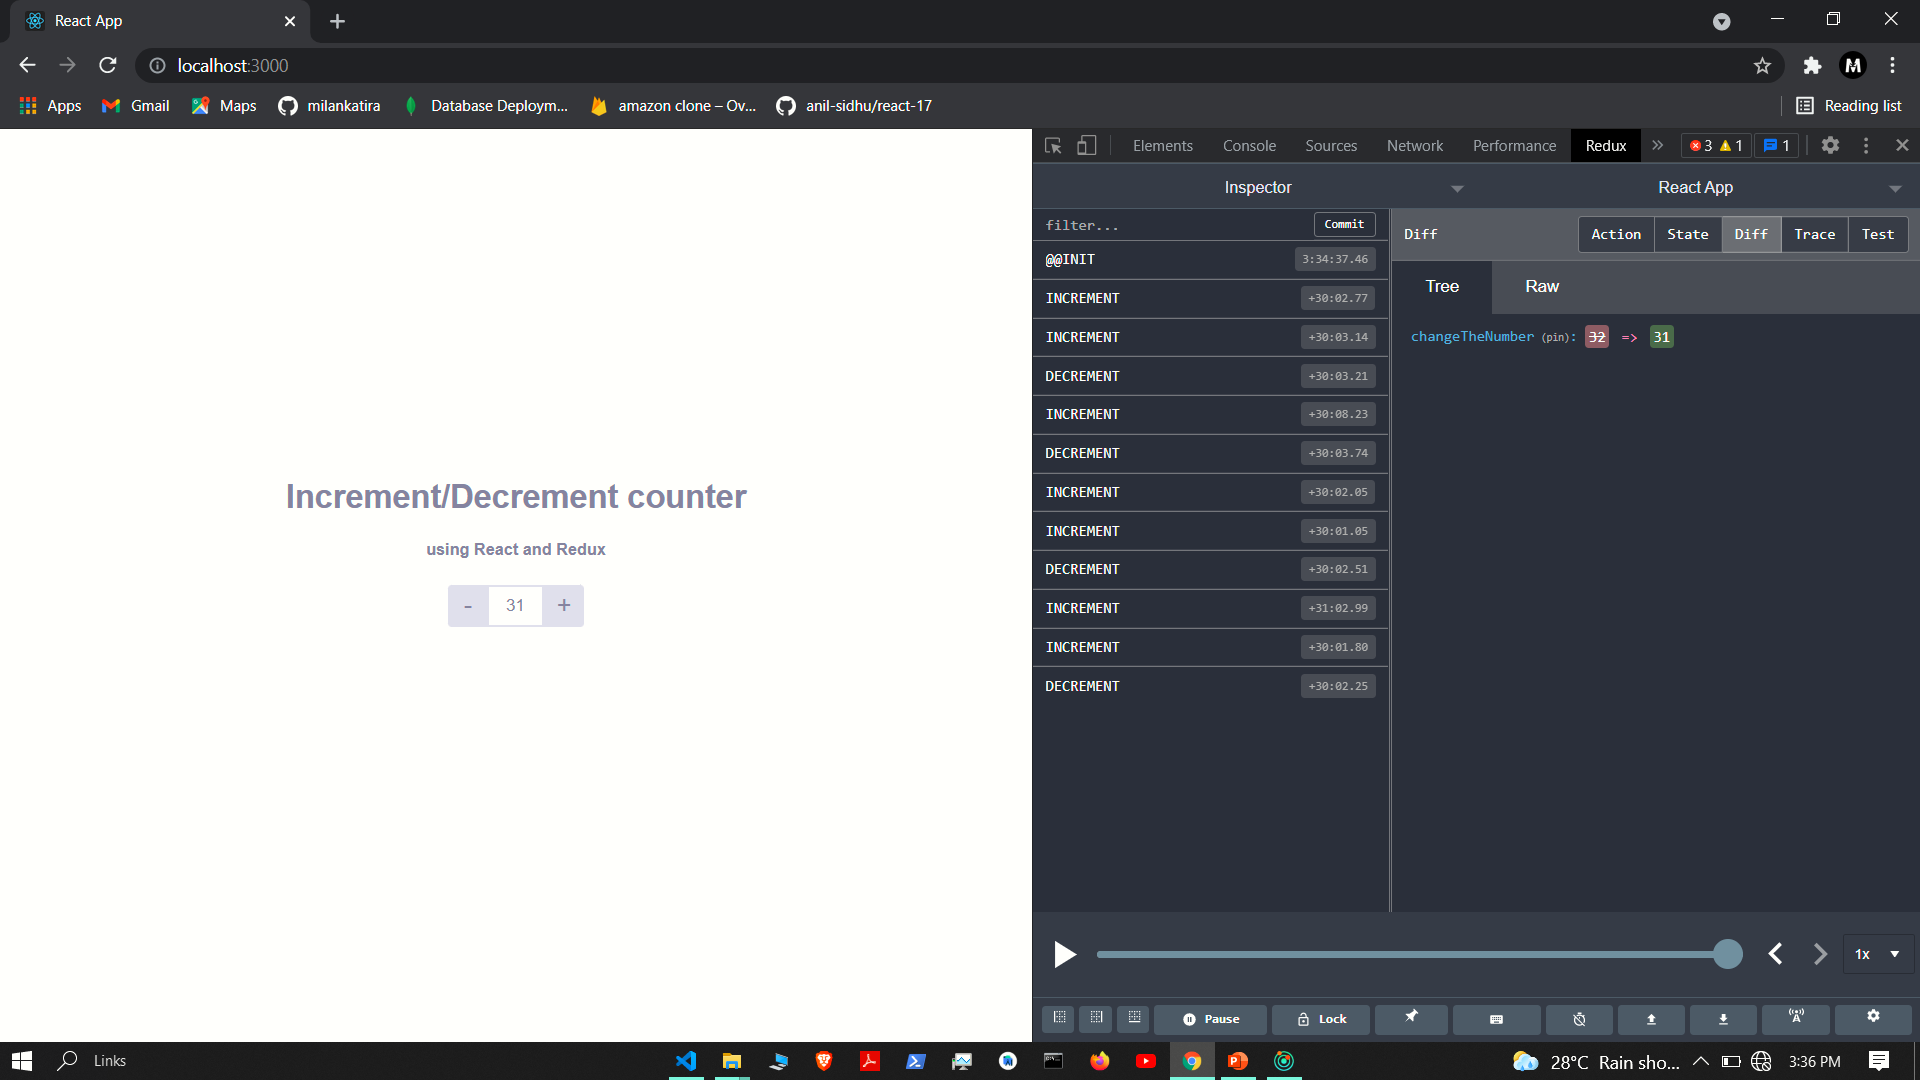 React App
localhost:3000
Apps Gmail Maps milankatira Database Deploym... amazon clone – Ov... anil-sidhu/react-17 Reading list
Elements Console Sources Network Performance Redux 3 1 1
Inspector React App
filter... Commit
Diff Action State Diff Trace Test
@@INIT 3:34:37.46
Tree Raw
INCREMENT +30:02.77
changeTheNumber (pin): 32 => 31
INCREMENT +30:03.14
DECREMENT +30:03.21
INCREMENT +30:08.23
DECREMENT +30:03.74
INCREMENT +30:02.05
INCREMENT +30:01.05
DECREMENT +30:02.51
INCREMENT +31:02.99
INCREMENT +30:01.80
DECREMENT +30:02.25
Increment/Decrement counter
using React and Redux
- 31 +
1x
Pause Lock
Links 28°C Rain sho... 3:36 PM